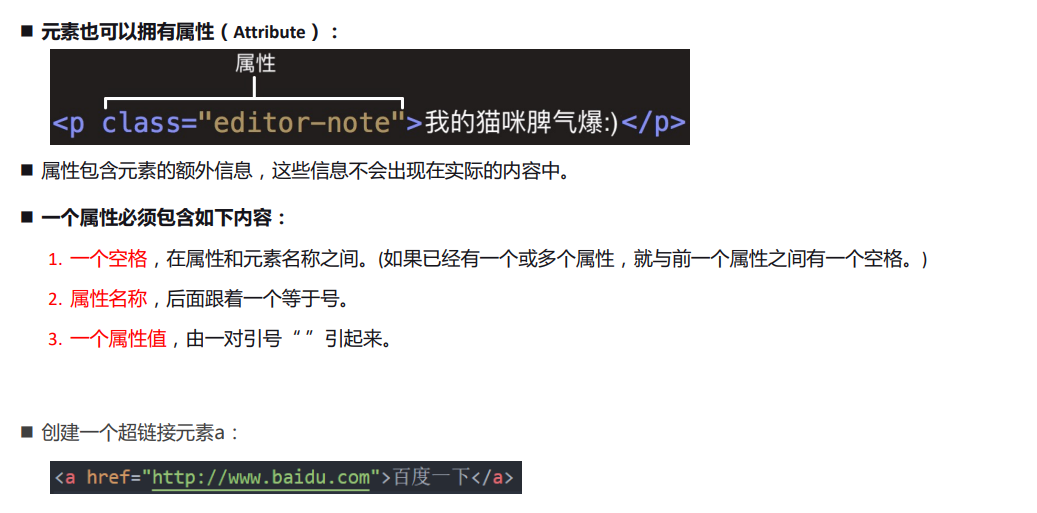 ■ 元素也可以拥有属性（Attribute）：
属性
<p class="editor-note">我的猫咪脾气爆:)</p>
■ 属性包含元素的额外信息，这些信息不会出现在实际的内容中。
■ 一个属性必须包含如下内容：
1. 一个空格，在属性和元素名称之间。(如果已经有一个或多个属性，就与前一个属性之间有一个空格。)
2. 属性名称，后面跟着一个等于号。
3. 一个属性值，由一对引号“ ”引起来。
■ 创建一个超链接元素a：
<a href="http://www.baidu.com">百度一下</a>